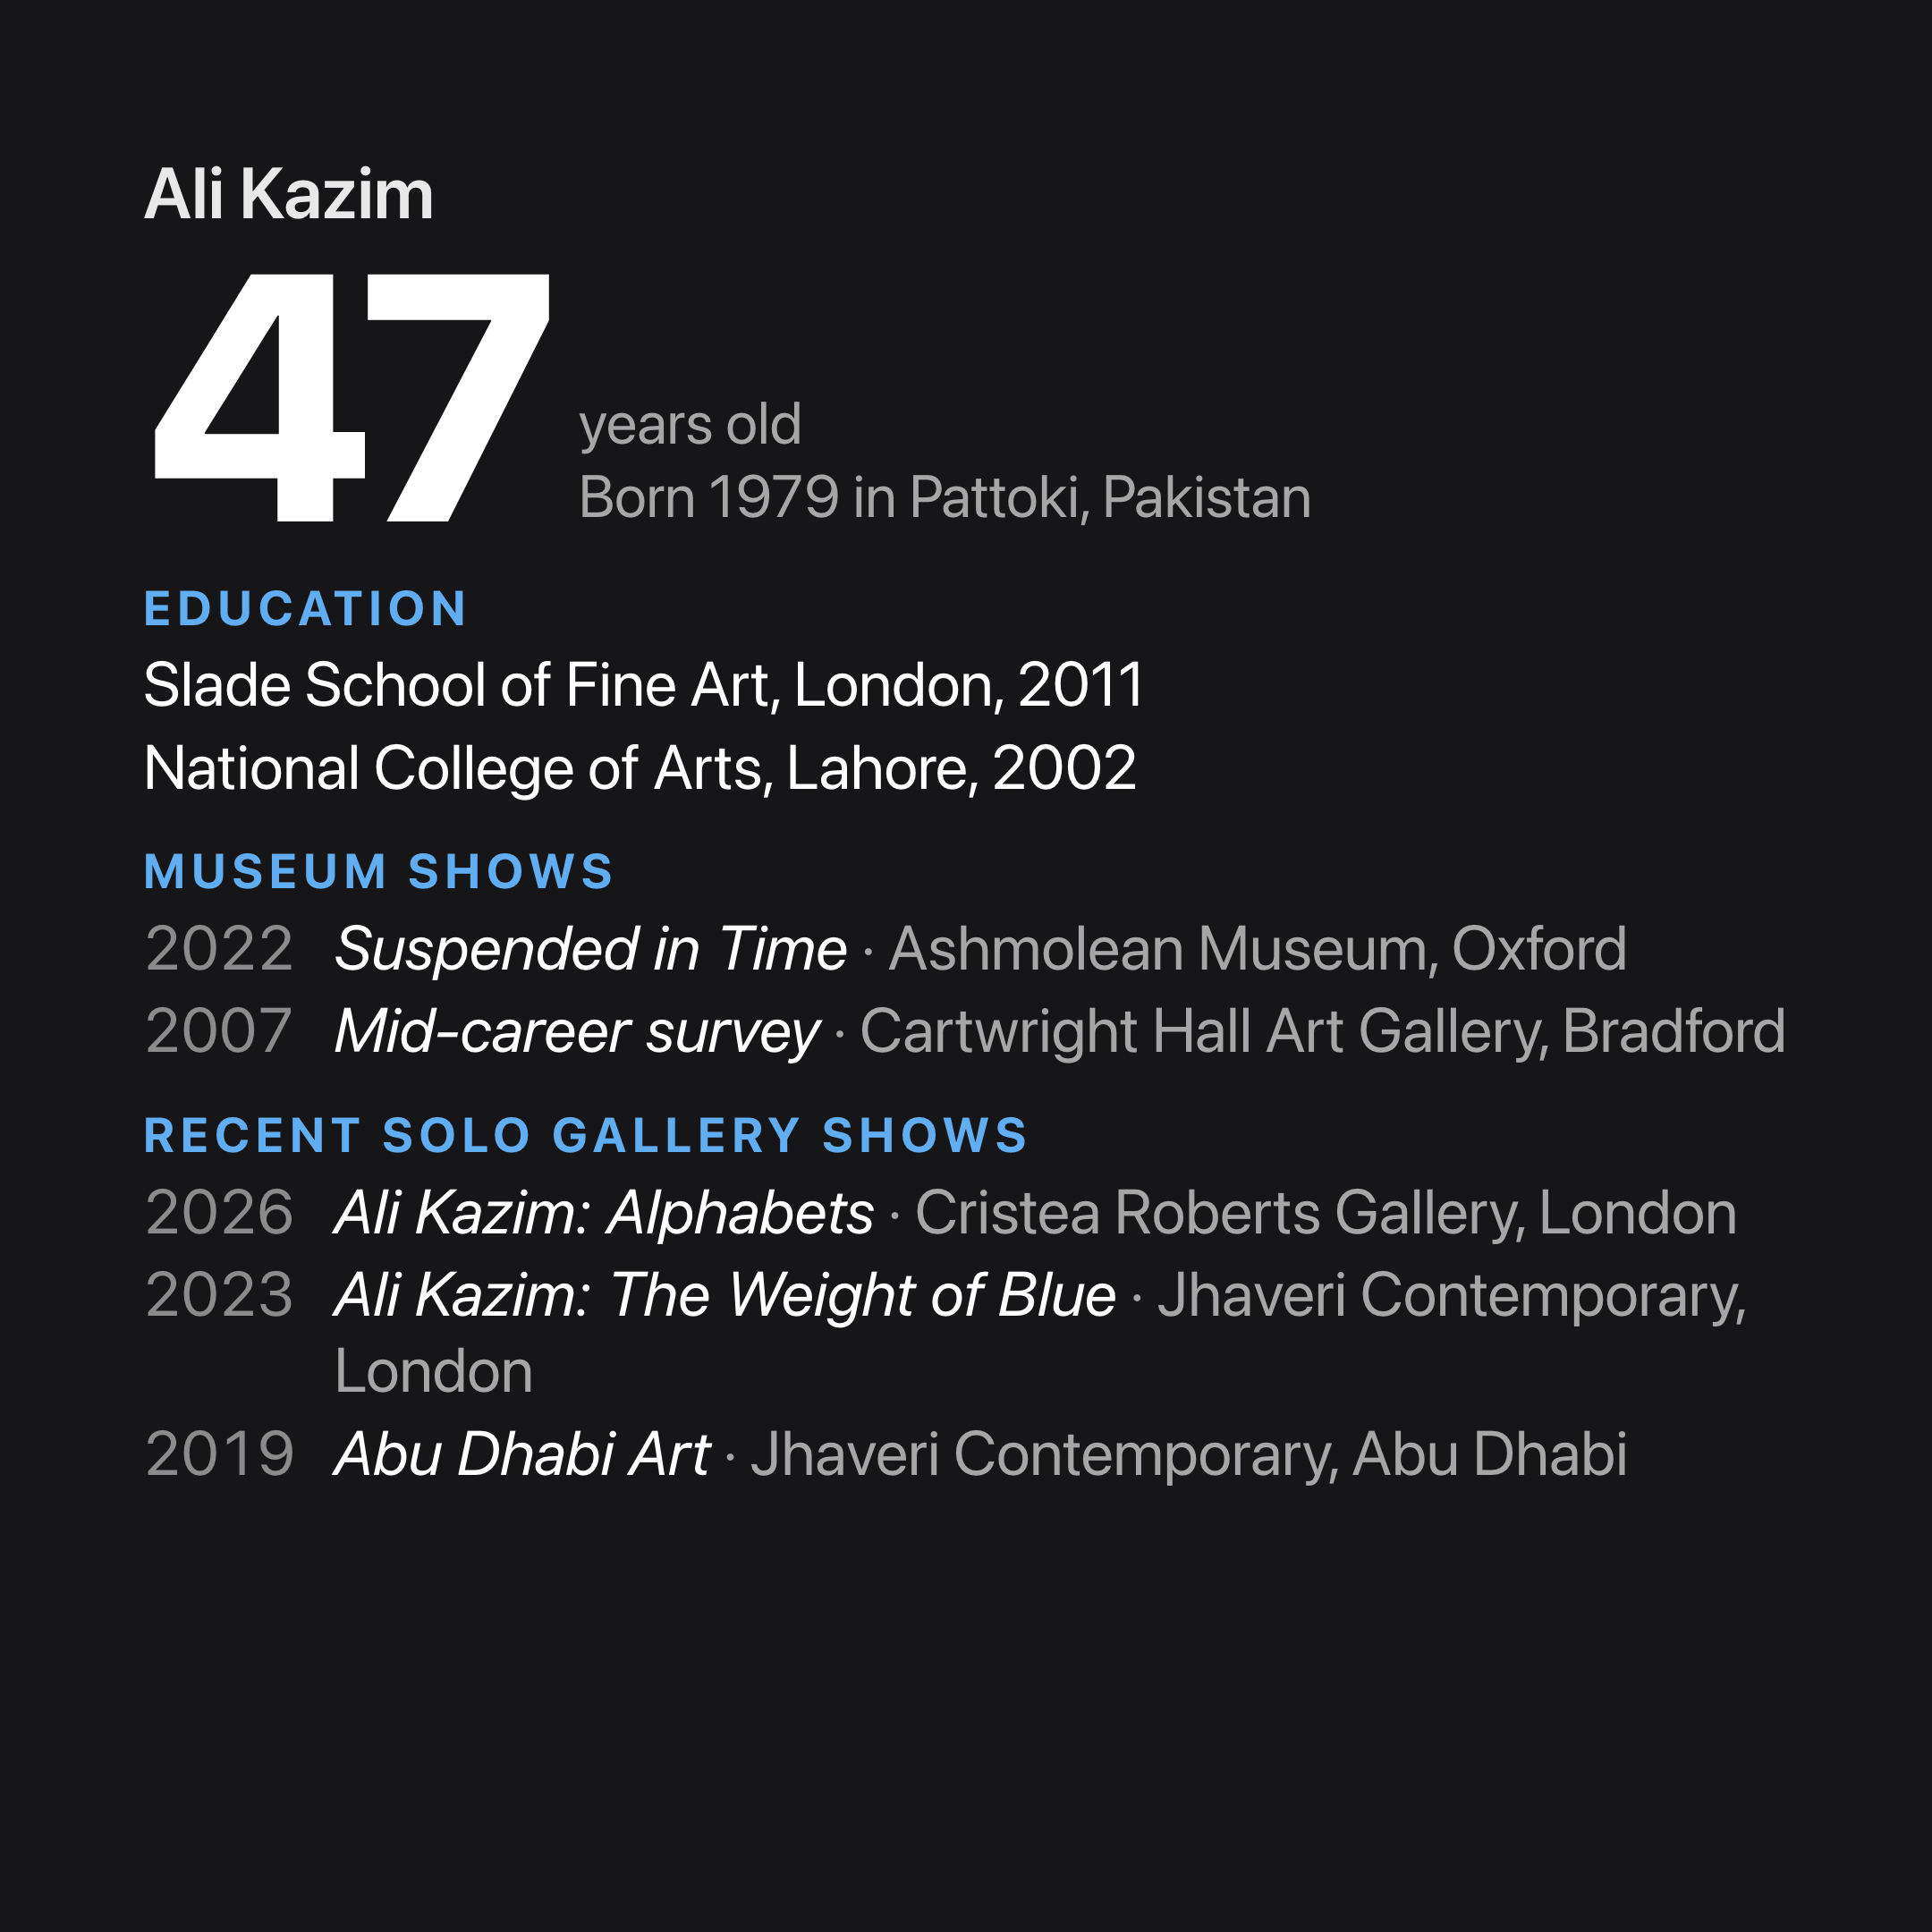 Ali Kazim
47
years old
Born 1979 in Pattoki, Pakistan
EDUCATION
Slade School of Fine Art, London, 2011
National College of Arts, Lahore, 2002
MUSEUM SHOWS
2022 Suspended in Time · Ashmolean Museum, Oxford
2007 Mid-career survey · Cartwright Hall Art Gallery, Bradford
RECENT SOLO GALLERY SHOWS
2026 Ali Kazim: Alphabets · Cristea Roberts Gallery, London
2023 Ali Kazim: The Weight of Blue · Jhaveri Contemporary,
London
2019 Abu Dhabi Art · Jhaveri Contemporary, Abu Dhabi